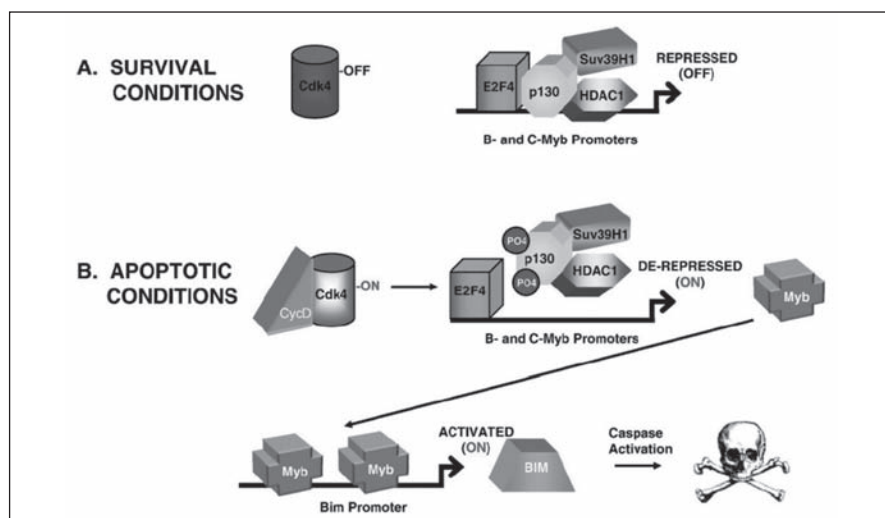 A. SURVIVAL
CONDITIONS
Cdk4
-OFF
E2F4
p130
Suv39H1
HDAC1
REPRESSED
(OFF)
B- and C-Myb Promoters
B. APOPTOTIC
CONDITIONS
CycD
Cdk4
-ON
E2F4
PO4
p130
PO4
Suv39H1
HDAC1
DE-REPRESSED
(ON)
Myb
B- and C-Myb Promoters
Myb
Myb
ACTIVATED
(ON)
BIM
Caspase
Activation
Bim Promoter